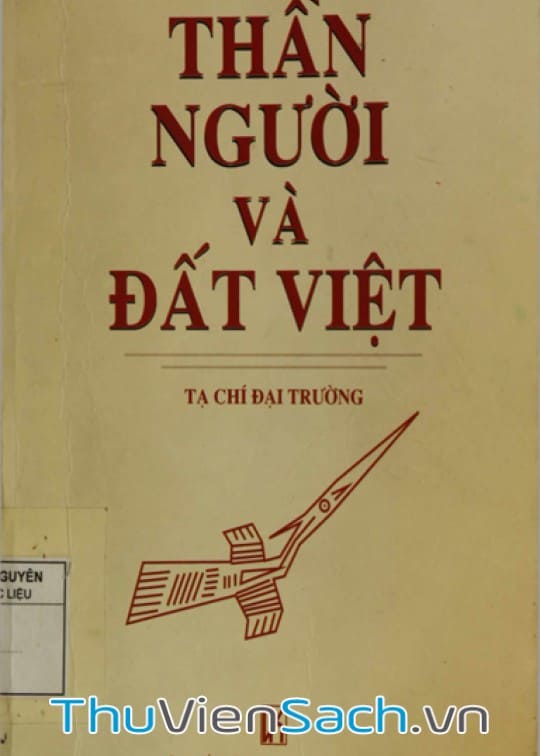 THẦN
NGƯỜI
VÀ
ĐẤT VIỆT
TẠ CHÍ ĐẠI TRƯỜNG
GUYÊN
LIỆU
ThuVienSach.vn